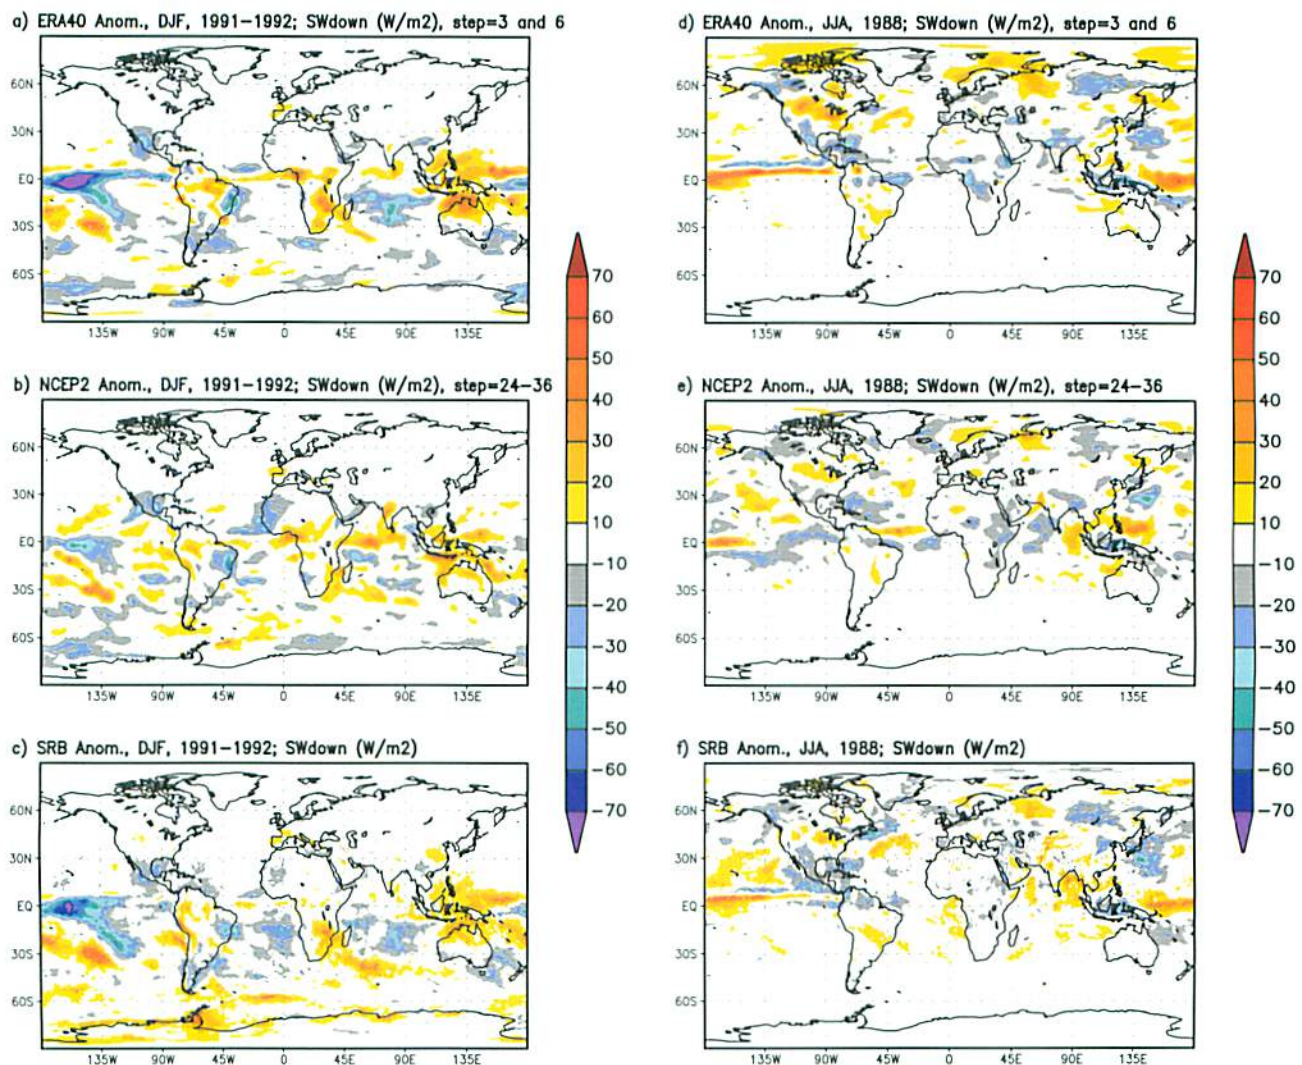 a) ERA40 Anom., DJF, 1991-1992; SWdown (W/m2), step=3 and 6
60N
30N
EQ
30S
60S
135W 90W 45W 0 45E 90E 135E
b) NCEP2 Anom., DJF, 1991-1992; SWdown (W/m2), step=24-36
60N
30N
EQ
30S
60S
135W 90W 45W 0 45E 90E 135E
c) SRB Anom., DJF, 1991-1992; SWdown (W/m2)
60N
30N
EQ
30S
60S
135W 90W 45W 0 45E 90E 135E
70
60
50
40
30
20
10
-10
-20
-30
-40
-50
-60
-70
d) ERA40 Anom., JJA, 1988; SWdown (W/m2), step=3 and 6
60N
30N
EQ
30S
60S
135W 90W 45W 0 45E 90E 135E
e) NCEP2 Anom., JJA, 1988; SWdown (W/m2), step=24-36
60N
30N
EQ
30S
60S
135W 90W 45W 0 45E 90E 135E
f) SRB Anom., JJA, 1988; SWdown (W/m2)
60N
30N
EQ
30S
60S
135W 90W 45W 0 45E 90E 135E
70
60
50
40
30
20
10
-10
-20
-30
-40
-50
-60
-70